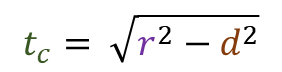 t_c = √(r² − d²)